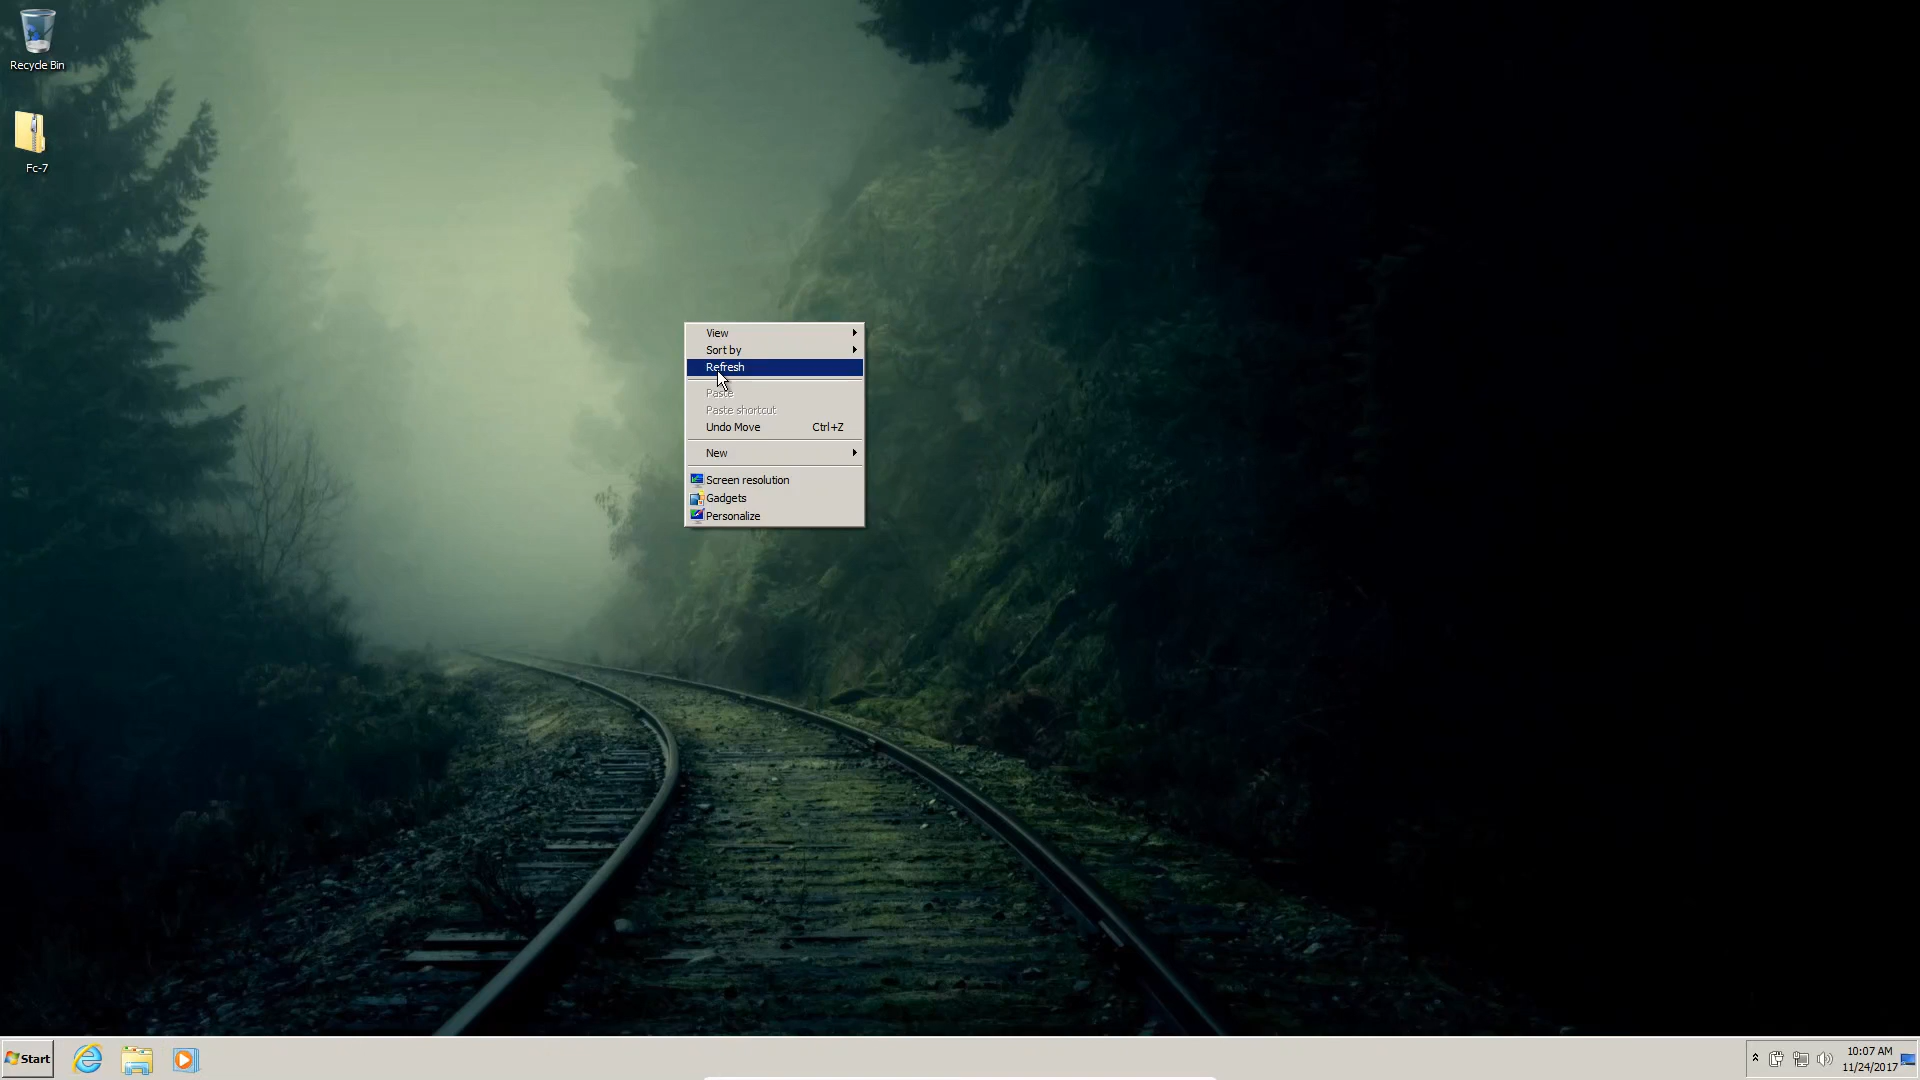 Recycle Bin
Fc-7
View
Sort by
Refresh
Paste
Paste shortcut
Undo Move Ctrl+Z
New
Screen resolution
Gadgets
Personalize
Start
10:07 AM
11/24/2017